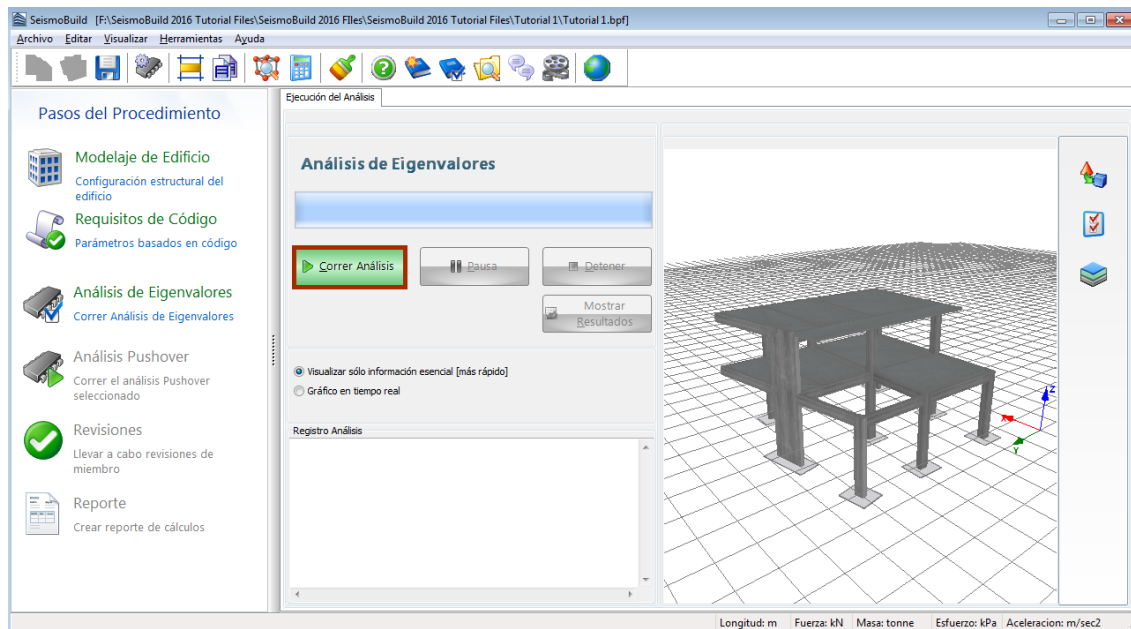 SeismoBuild [F:\SeismoBuild 2016 Tutorial Files\SeismoBuild 2016 FIles\SeismoBuild 2016 Tutorial Files\Tutorial 1\Tutorial 1.bpf]
Archivo Editar Visualizar Herramientas Ayuda
Pasos del Procedimiento
Modelaje de Edificio
Configuración estructural del
edificio
Requisitos de Código
Parámetros basados en código
Análisis de Eigenvalores
Correr Análisis de Eigenvalores
Análisis Pushover
Correr el análisis Pushover
seleccionado
Revisiones
Llevar a cabo revisiones de
miembro
Reporte
Crear reporte de cálculos
Ejecución del Análisis
Análisis de Eigenvalores
Correr Análisis
Pausa
Detener
Mostrar
Resultados
Visualizar sólo información esencial [más rápido]
Gráfico en tiempo real
Registro Análisis
Z
X
Y
Longitud: m Fuerza: kN Masa: tonne Esfuerzo: kPa Aceleracion: m/sec2